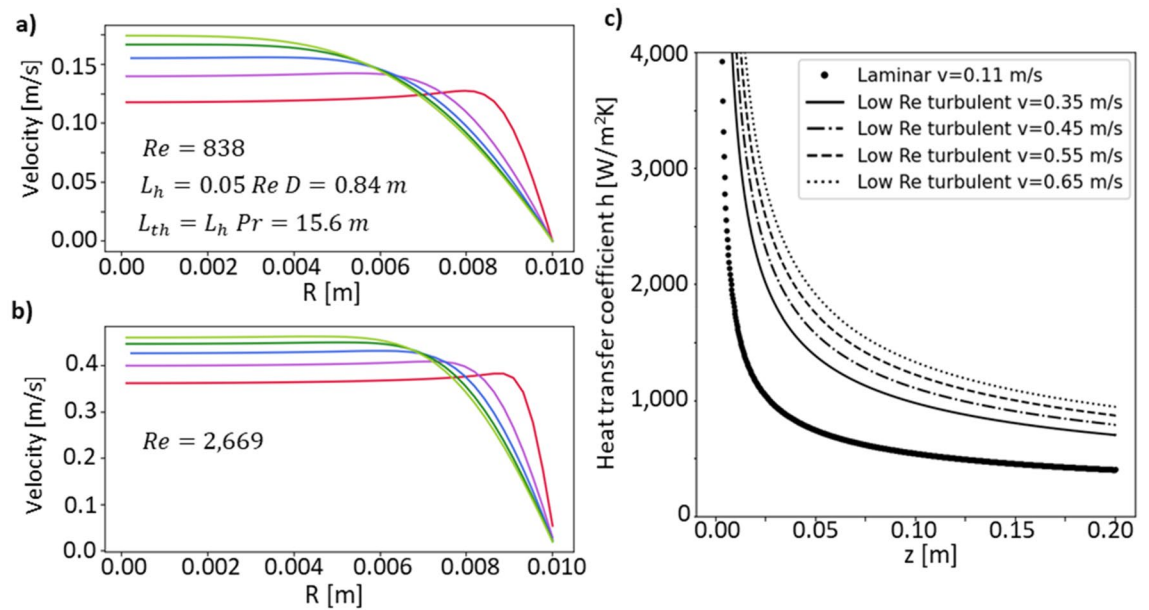 a)
Velocity [m/s]
0.15
0.10
0.05
0.00
Re = 838
L_h = 0.05 Re D = 0.84 m
L_th = L_h Pr = 15.6 m
0.00 0.002 0.004 0.006 0.008 0.010
R [m]
b)
Velocity [m/s]
0.4
0.3
0.2
0.1
0.0
Re = 2,669
0.00 0.002 0.004 0.006 0.008 0.010
R [m]
c)
Heat transfer coefficient h [W/m²K]
4,000
3,000
2,000
1,000
0
Laminar v=0.11 m/s
Low Re turbulent v=0.35 m/s
Low Re turbulent v=0.45 m/s
Low Re turbulent v=0.55 m/s
Low Re turbulent v=0.65 m/s
0.00 0.05 0.10 0.15 0.20
z [m]